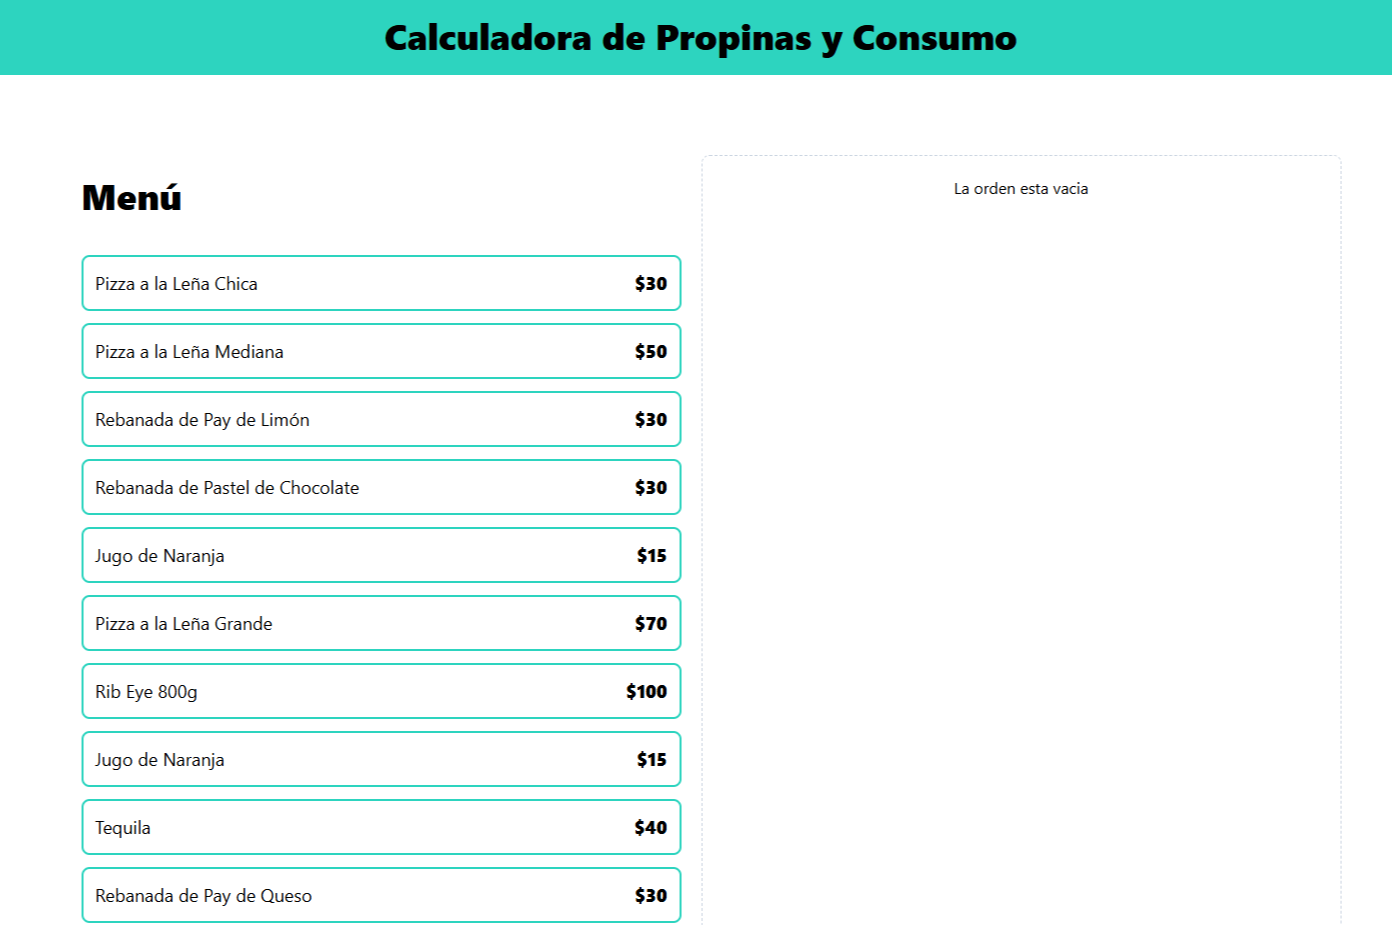 Calculadora de Propinas y Consumo
Menú
Pizza a la Leña Chica $30
Pizza a la Leña Mediana $50
Rebanada de Pay de Limón $30
Rebanada de Pastel de Chocolate $30
Jugo de Naranja $15
Pizza a la Leña Grande $70
Rib Eye 800g $100
Jugo de Naranja $15
Tequila $40
Rebanada de Pay de Queso $30
La orden esta vacia